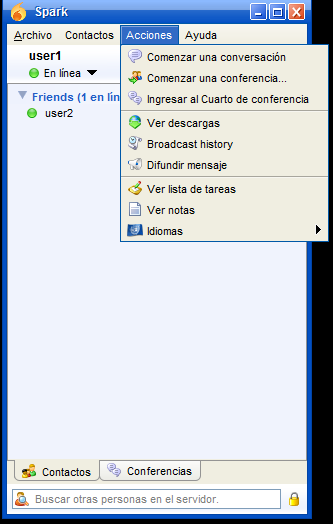 Spark
Archivo Contactos Acciones Ayuda
user1
En línea
Friends (1 en lín
user2
Comenzar una conversación
Comenzar una conferencia...
Ingresar al Cuarto de conferencia
Ver descargas
Broadcast history
Difundir mensaje
Ver lista de tareas
Ver notas
Idiomas
Contactos Conferencias
Buscar otras personas en el servidor.